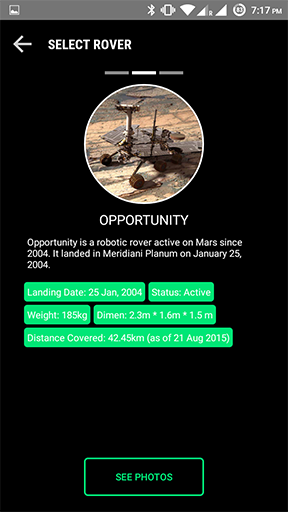 7:17 PM
SELECT ROVER
OPPORTUNITY
Opportunity is a robotic rover active on Mars since
2004. It landed in Meridiani Planum on January 25,
2004.
Landing Date: 25 Jan, 2004 Status: Active
Weight: 185kg Dimen: 2.3m * 1.6m * 1.5 m
Distance Covered: 42.45km (as of 21 Aug 2015)
SEE PHOTOS